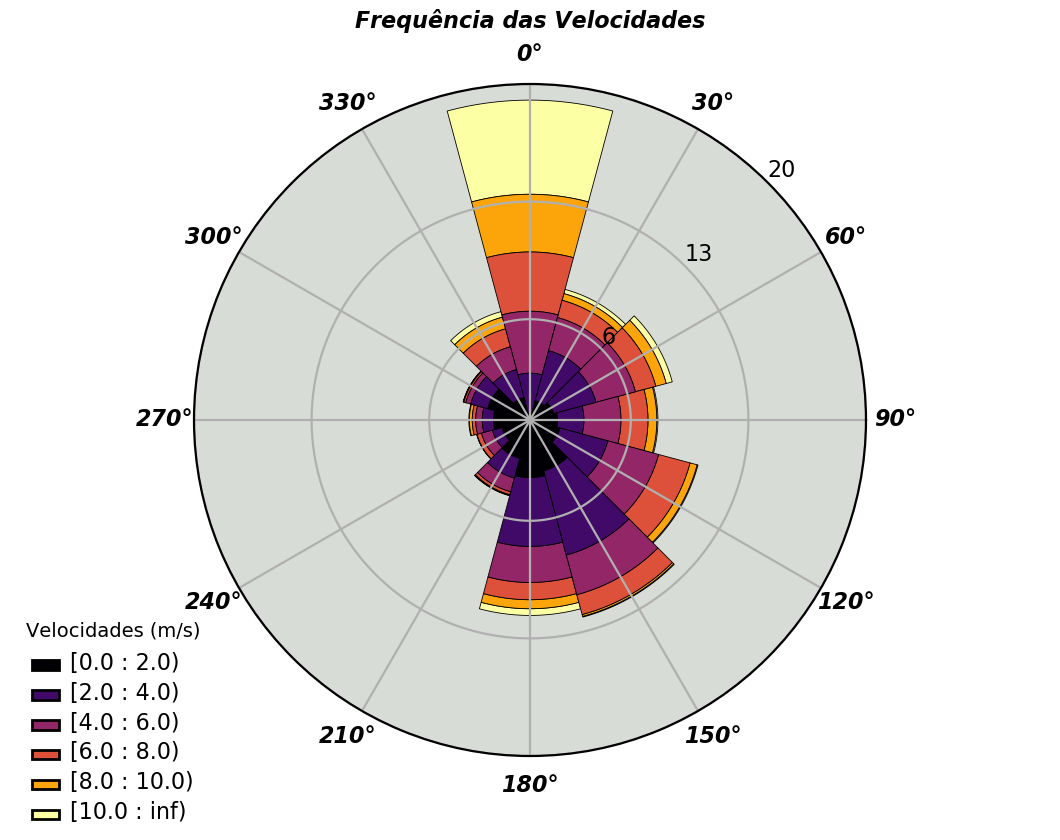 Frequência das Velocidades
0°
330°
30°
20
300°
60°
13
6
270°
90°
240°
120°
210°
150°
180°
Velocidades (m/s)
[0.0 : 2.0)
[2.0 : 4.0)
[4.0 : 6.0)
[6.0 : 8.0)
[8.0 : 10.0)
[10.0 : inf)